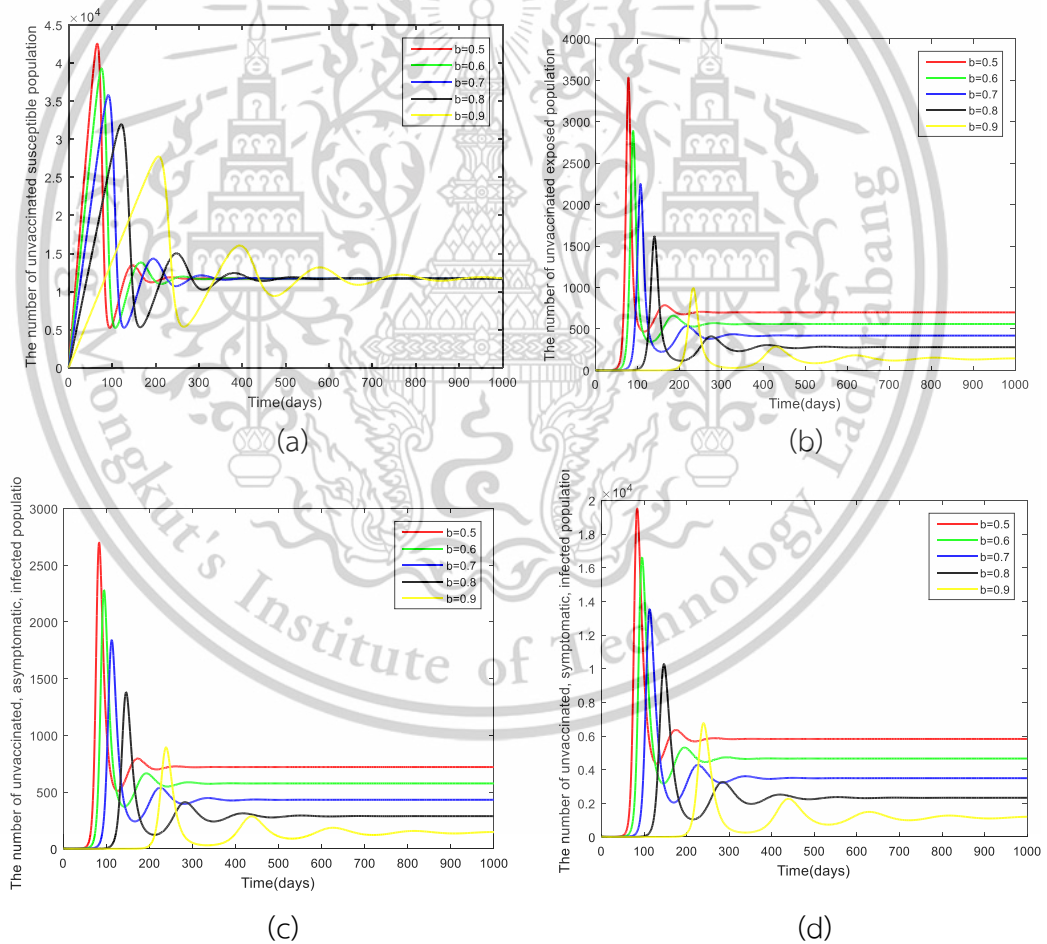 ×10⁴
The number of unvaccinated susceptible population
4.5
4
3.5
3
2.5
2
1.5
1
0.5
0
0 100 200 300 400 500 600 700 800 900 1000
Time(days)
b=0.5
b=0.6
b=0.7
b=0.8
b=0.9
(a)
The number of unvaccinated exposed population
4000
3500
3000
2500
2000
1500
1000
500
0
0 100 200 300 400 500 600 700 800 900 1000
Time(days)
b=0.5
b=0.6
b=0.7
b=0.8
b=0.9
(b)
The number of unvaccinated, asymptomatic, infected populatio
3000
2500
2000
1500
1000
500
0
0 100 200 300 400 500 600 700 800 900 1000
Time(days)
b=0.5
b=0.6
b=0.7
b=0.8
b=0.9
(c)
×10⁴
The number of unvaccinated, symptomatic, infected population
2
1.8
1.6
1.4
1.2
1
0.8
0.6
0.4
0.2
0
0 100 200 300 400 500 600 700 800 900 1000
Time(days)
b=0.5
b=0.6
b=0.7
b=0.8
b=0.9
(d)
ongkut's Institute of Technology Ladkrabang